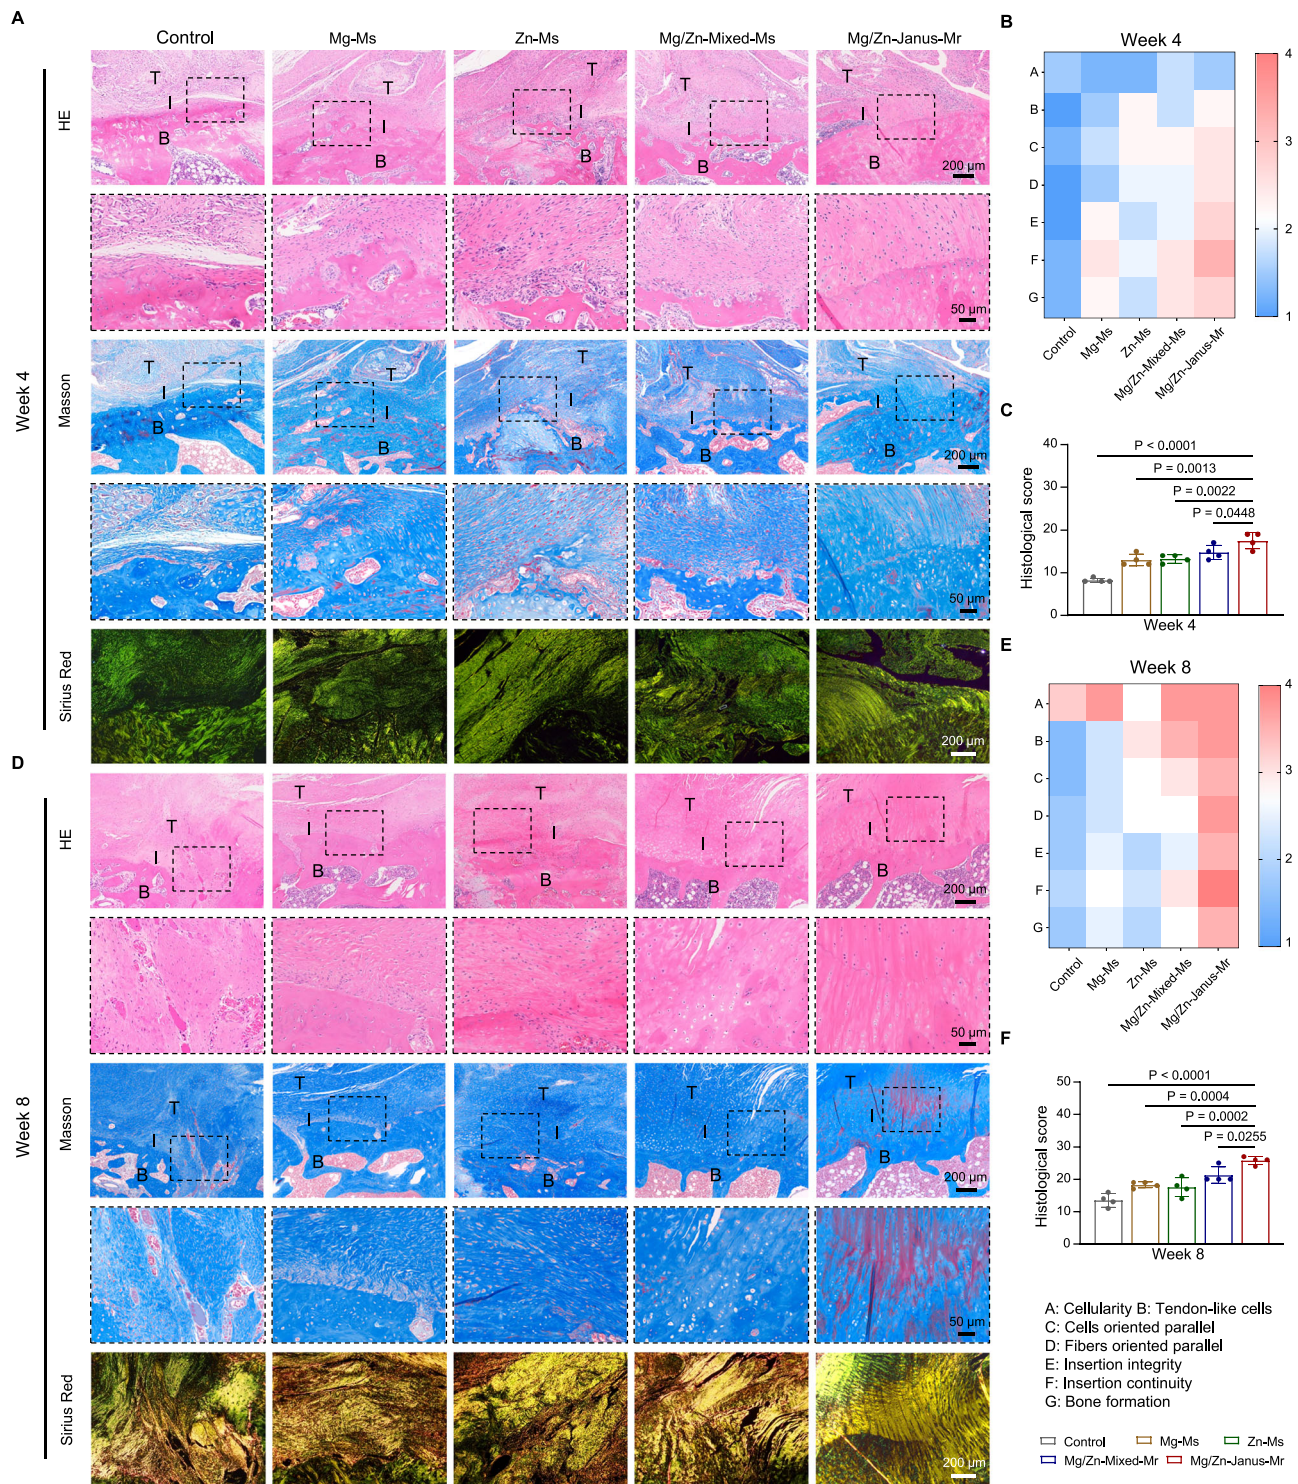 A
Control
Mg-Ms
Zn-Ms
Mg/Zn-Mixed-Ms
Mg/Zn-Janus-Mr
Week 4
HE
T
I
B
T
I
B
T
I
B
T
I
B
T
I
B
200 µm
50 µm
Masson
T
I
B
T
I
B
T
I
B
T
I
B
T
I
B
200 µm
50 µm
Sirius Red
200 µm
D
Week 8
HE
T
I
B
T
I
B
T
I
B
T
I
B
T
I
B
200 µm
50 µm
Masson
T
I
B
T
I
B
T
I
B
T
I
B
T
I
B
200 µm
50 µm
Sirius Red
200 µm
B
Week 4
A
B
C
D
E
F
G
Control
Mg-Ms
Zn-Ms
Mg/Zn-Mixed-Ms
Mg/Zn-Janus-Mr
4
3
2
1
C
Histological score
40
30
20
10
0
P < 0.0001
P = 0.0013
P = 0.0022
P = 0.0448
Week 4
E
Week 8
A
B
C
D
E
F
G
Control
Mg-Ms
Zn-Ms
Mg/Zn-Mixed-Ms
Mg/Zn-Janus-Mr
4
3
2
1
F
Histological score
50
40
30
20
10
0
P < 0.0001
P = 0.0004
P = 0.0002
P = 0.0255
Week 8
A: Cellularity B: Tendon-like cells
C: Cells oriented parallel
D: Fibers oriented parallel
E: Insertion integrity
F: Insertion continuity
G: Bone formation
Control Mg-Ms Zn-Ms
Mg/Zn-Mixed-Mr Mg/Zn-Janus-Mr